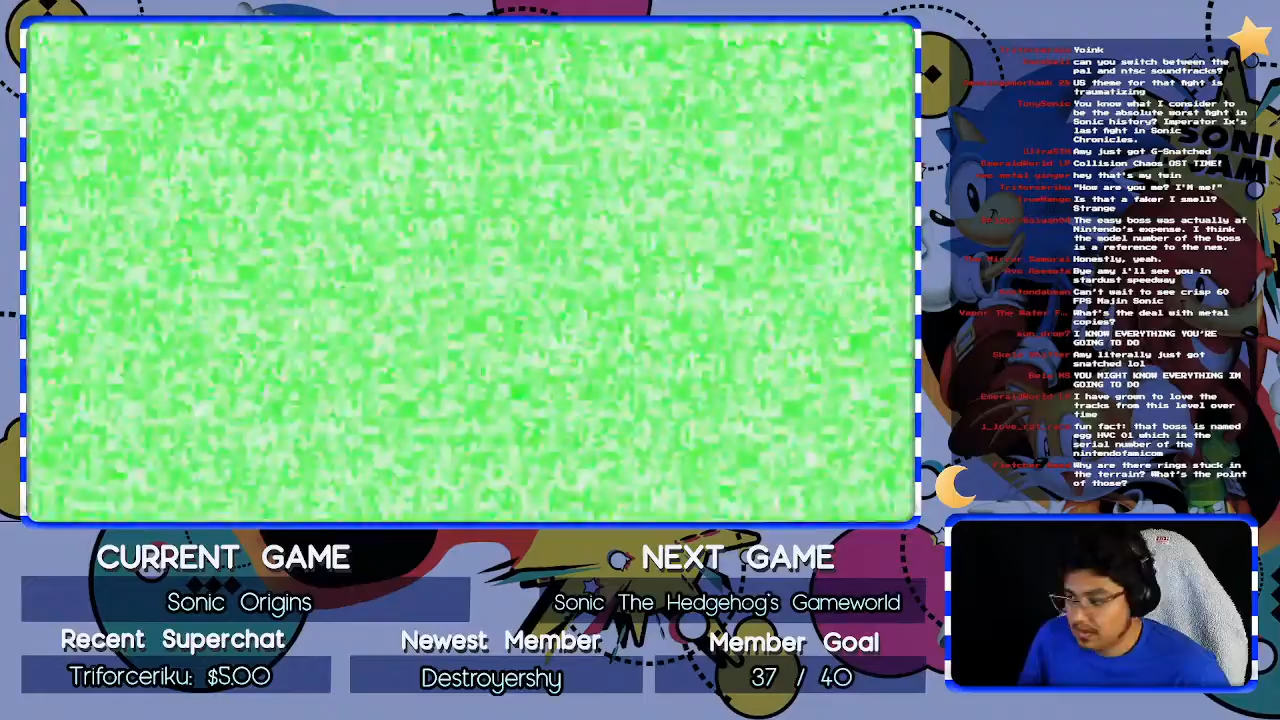 Yoink
can you switch between the
pal and ntsc soundtracks?
US theme for that fight is
traumatizing
TonySonic You know what I consider to
be the absolute worst fight in
Sonic history? Imperator Ix's
last fight in Sonic
Chronicles.
Amy just got G-Snatched
EmeraldWorld LP Collision Chaos OST TIME!
hey that's my twin
Triforceriku "How are you me? I'M me!"
Is that a faker I smell?
Strange
The easy boss was actually at
Nintendo's expense. I think
the model number of the boss
is a reference to the nes.
Honestly, yeah.
Bye amy i'll see you in
stardust speedway
Can't wait to see crisp 60
FPS Majin Sonic
What's the deal with metal
copies?
I KNOW EVERYTHING YOU'RE
GOING TO DO
Amy literally just got
snatched lol
YOU MIGHT KNOW EVERYTHING IM
GOING TO DO
EmeraldWorld LP I have grown to love the
tracks from this level over
time
fun fact: that boss is named
egg HVC 01 which is the
serial number of the
nintendofamicom
Why are there rings stuck in
the terrain? What's the point
of those?
SONIC
JAM
CURRENT GAME
Sonic Origins
NEXT GAME
Sonic The Hedgehog's Gameworld
Recent Superchat
Triforceriku: $5.00
Newest Member
Destroyershy
Member Goal
37 / 40